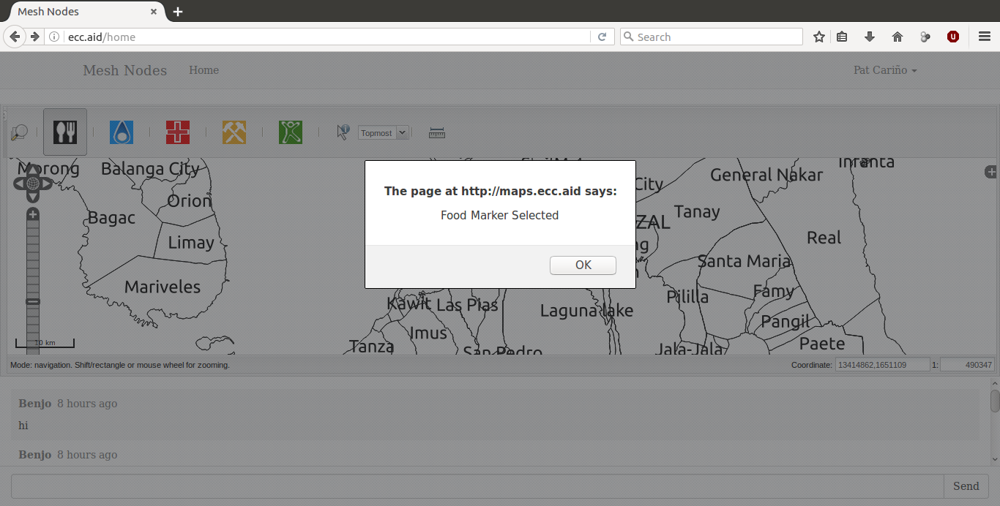 Mesh Nodes
ecc.aid/home
Search
Mesh Nodes Home Pat Cariño
Topmost
Morong Balanga City Infanta
City General Nakar
Orion
Bagac Tanay
ZAL
Limay Real
ng
Santa Maria
Mariveles
Famy
Pililla
Kawit Las Pias Laguna lake
Pangil
Imus
Tanza San Pedro Jala-Jala Paete
10 km
The page at http://maps.ecc.aid says:
Food Marker Selected
OK
Mode: navigation. Shift/rectangle or mouse wheel for zooming. Coordinate: 13414862,1651109 1: 490347
Benjo 8 hours ago
hi
Benjo 8 hours ago
Send